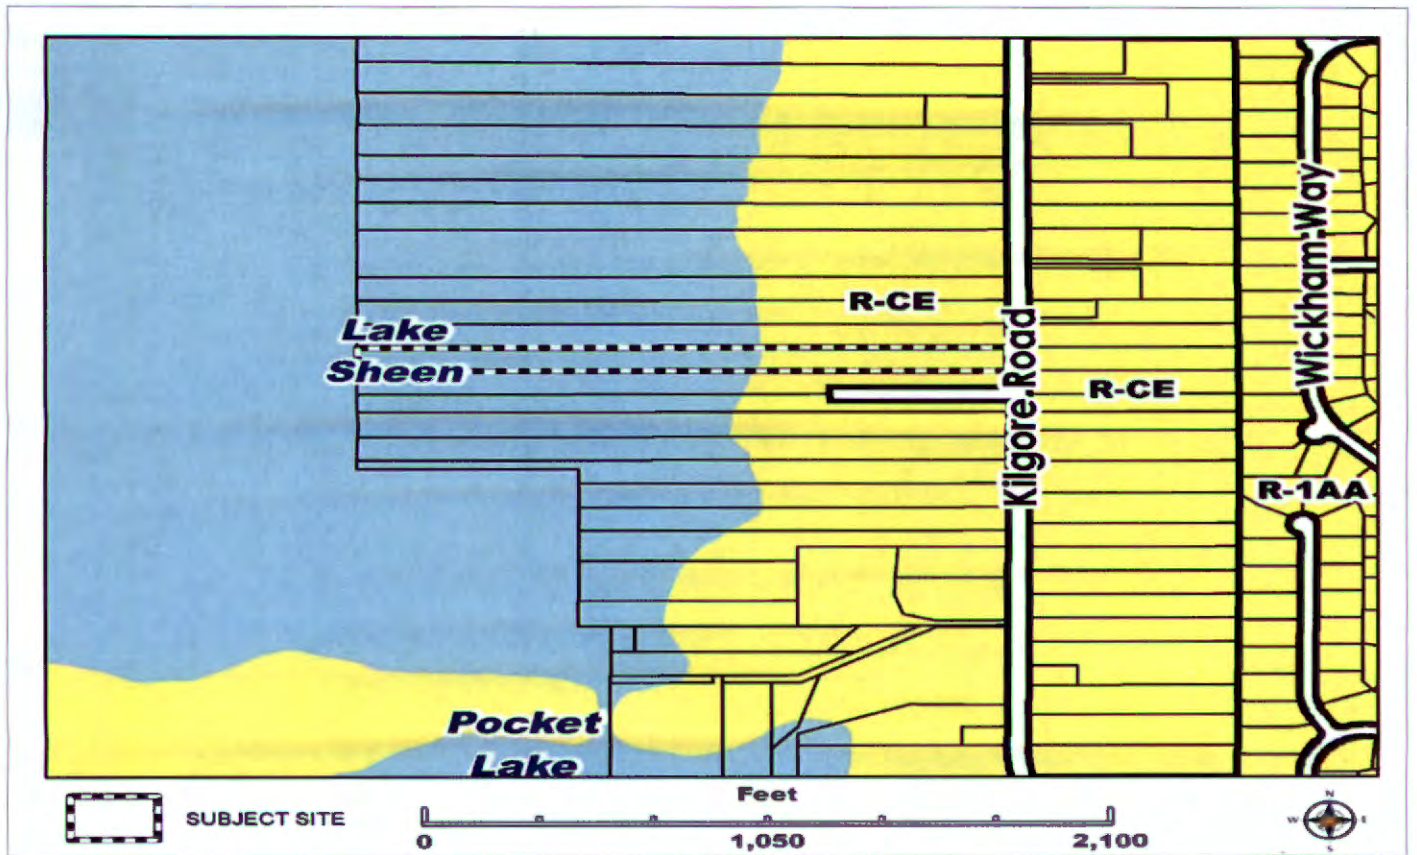 R-CE
Lake
Sheen
Kilgore Road
R-CE
Wickham Way
R-1AA
Pocket
Lake
SUBJECT SITE
Feet
0
1,050
2,100
N
W
E
S